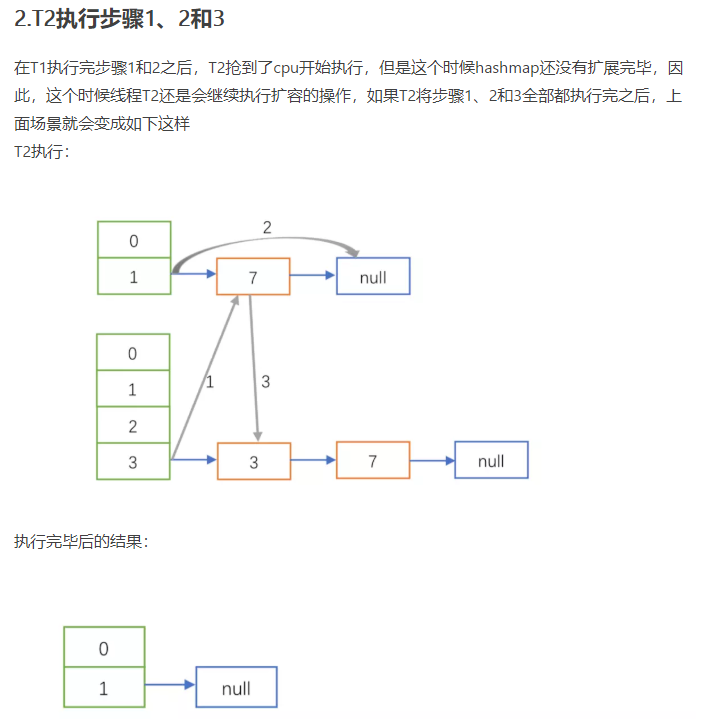 2.T2执行步骤1、2和3
在T1执行完步骤1和2之后，T2抢到了cpu开始执行，但是这个时候hashmap还没有扩展完毕，因
此，这个时候线程T2还是会继续执行扩容的操作，如果T2将步骤1、2和3全部都执行完之后，上
面场景就会变成如下这样
T2执行：
2
0
1 7 null
0
1
1 3
2
3 3 7 null
执行完毕后的结果：
0
1 null